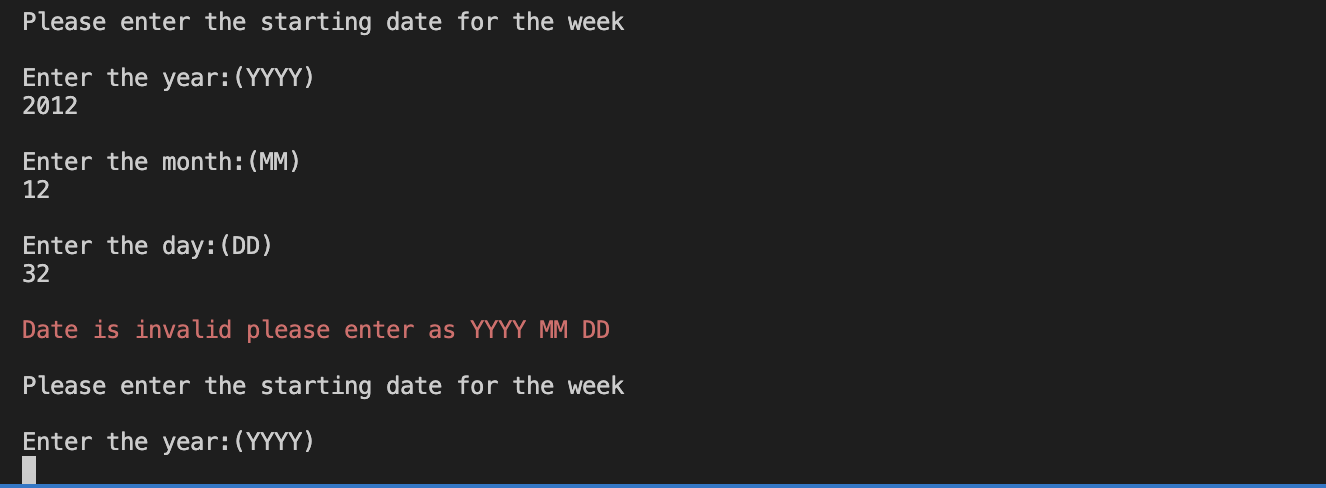 Please enter the starting date for the week
Enter the year:(YYYY)
2012
Enter the month:(MM)
12
Enter the day:(DD)
32
Date is invalid please enter as YYYY MM DD
Please enter the starting date for the week
Enter the year:(YYYY)